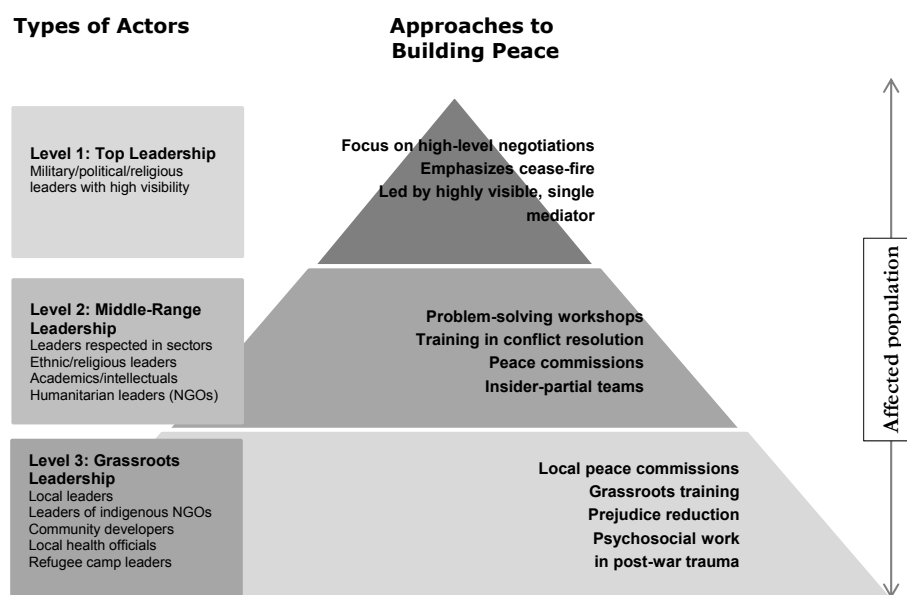 Types of Actors
Approaches to
Building Peace
Level 1: Top Leadership
Military/political/religious
leaders with high visibility
Focus on high-level negotiations
Emphasizes cease-fire
Led by highly visible, single
mediator
Level 2: Middle-Range
Leadership
Leaders respected in sectors
Ethnic/religious leaders
Academics/intellectuals
Humanitarian leaders (NGOs)
Problem-solving workshops
Training in conflict resolution
Peace commissions
Insider-partial teams
Level 3: Grassroots
Leadership
Local leaders
Leaders of indigenous NGOs
Community developers
Local health officials
Refugee camp leaders
Local peace commissions
Grassroots training
Prejudice reduction
Psychosocial work
in post-war trauma
Affected population